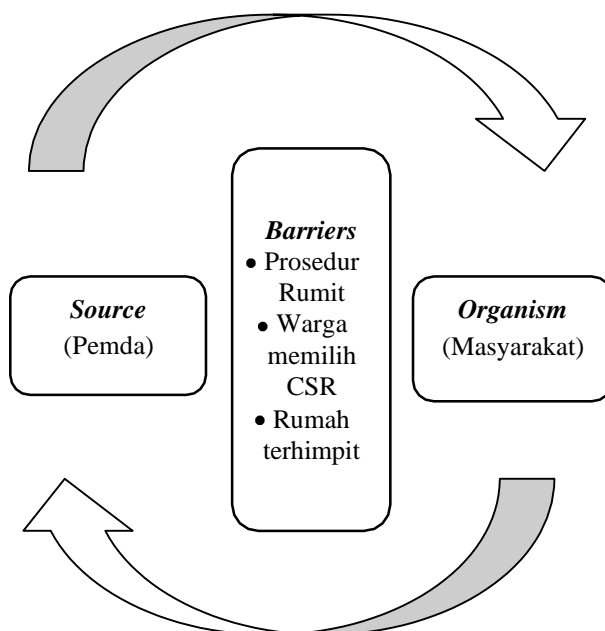 Source
(Pemda)
Barriers
• Prosedur
Rumit
• Warga
memilih
CSR
• Rumah
terhimpit
Organism
(Masyarakat)